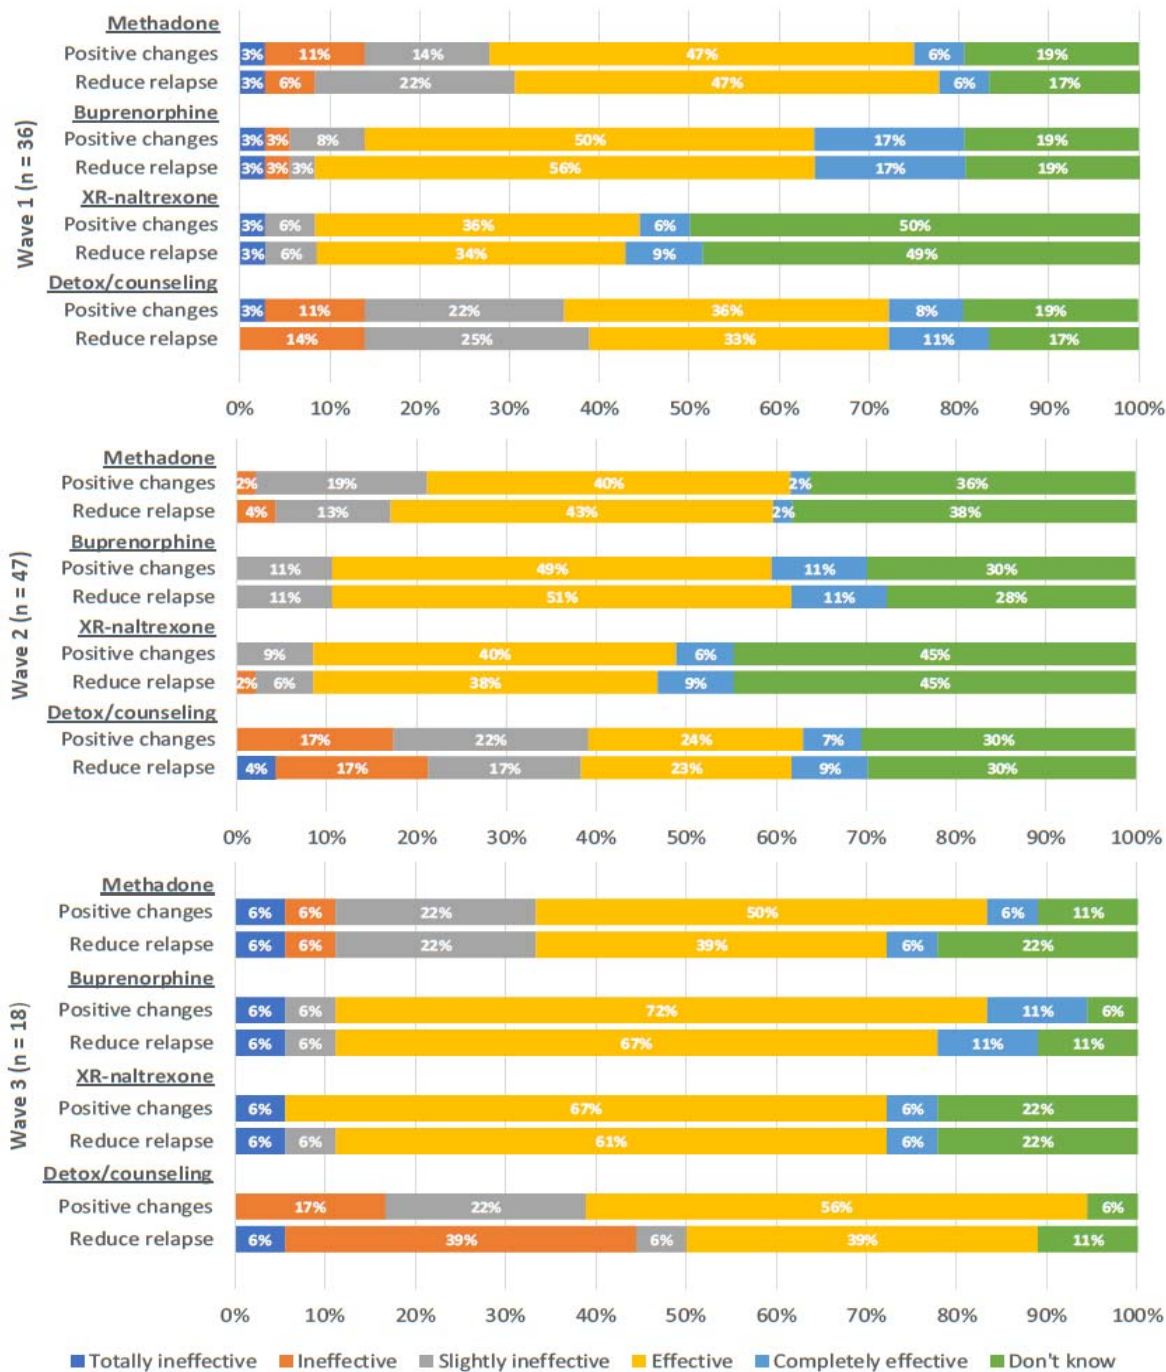 Wave 1 (n = 36)
Methadone
Positive changes 3% 11% 14% 47% 6% 19%
Reduce relapse 3% 6% 22% 47% 6% 17%
Buprenorphine
Positive changes 3% 3% 8% 50% 17% 19%
Reduce relapse 3% 3% 3% 56% 17% 19%
XR-naltrexone
Positive changes 3% 6% 36% 6% 50%
Reduce relapse 3% 6% 34% 9% 49%
Detox/counseling
Positive changes 3% 11% 22% 36% 8% 19%
Reduce relapse 14% 25% 33% 11% 17%
0% 10% 20% 30% 40% 50% 60% 70% 80% 90% 100%
Wave 2 (n = 47)
Methadone
Positive changes 2% 19% 40% 2% 36%
Reduce relapse 4% 13% 43% 2% 38%
Buprenorphine
Positive changes 11% 49% 11% 30%
Reduce relapse 11% 51% 11% 28%
XR-naltrexone
Positive changes 9% 40% 6% 45%
Reduce relapse 2% 6% 38% 9% 45%
Detox/counseling
Positive changes 17% 22% 24% 7% 30%
Reduce relapse 4% 17% 17% 23% 9% 30%
0% 10% 20% 30% 40% 50% 60% 70% 80% 90% 100%
Wave 3 (n = 18)
Methadone
Positive changes 6% 6% 22% 50% 6% 11%
Reduce relapse 6% 6% 22% 39% 6% 22%
Buprenorphine
Positive changes 6% 6% 72% 11% 6%
Reduce relapse 6% 6% 67% 11% 11%
XR-naltrexone
Positive changes 6% 67% 6% 22%
Reduce relapse 6% 6% 61% 6% 22%
Detox/counseling
Positive changes 17% 22% 56% 6%
Reduce relapse 6% 39% 6% 39% 11%
0% 10% 20% 30% 40% 50% 60% 70% 80% 90% 100%
Totally ineffective Ineffective Slightly ineffective Effective Completely effective Don't know